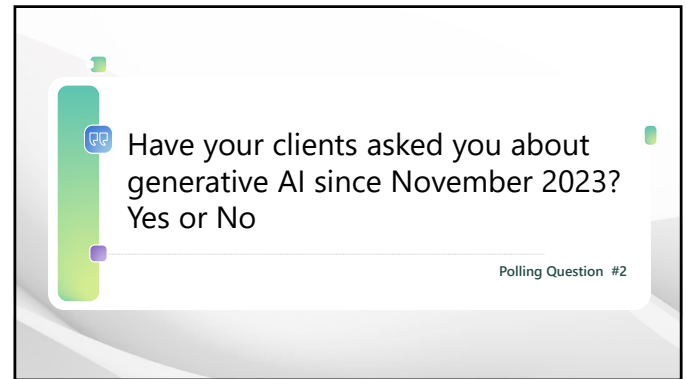 Have your clients asked you about
generative AI since November 2023?
Yes or No
Polling Question #2